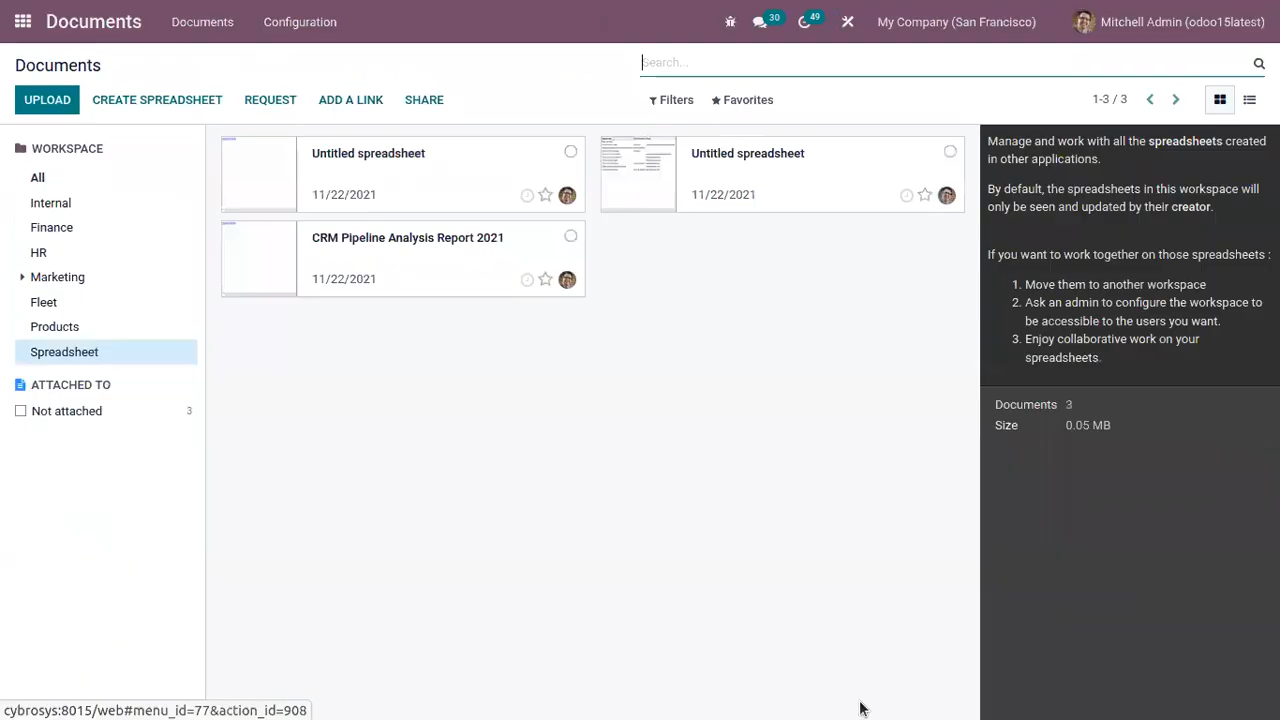 Documents Documents Configuration 30 49 My Company (San Francisco) Mitchell Admin (odoo15latest)
Documents
Search...
UPLOAD CREATE SPREADSHEET REQUEST ADD A LINK SHARE
Filters Favorites 1-3 / 3
WORKSPACE
All
Internal
Finance
HR
Marketing
Fleet
Products
Spreadsheet
ATTACHED TO
Not attached 3
Untitled spreadsheet
11/22/2021
Untitled spreadsheet
11/22/2021
CRM Pipeline Analysis Report 2021
11/22/2021
Manage and work with all the spreadsheets created
in other applications.
By default, the spreadsheets in this workspace will
only be seen and updated by their creator.
If you want to work together on those spreadsheets :
1. Move them to another workspace
2. Ask an admin to configure the workspace to
be accessible to the users you want.
3. Enjoy collaborative work on your
spreadsheets.
Documents 3
Size 0.05 MB
cybrosys:8015/web#menu_id=77&action_id=908